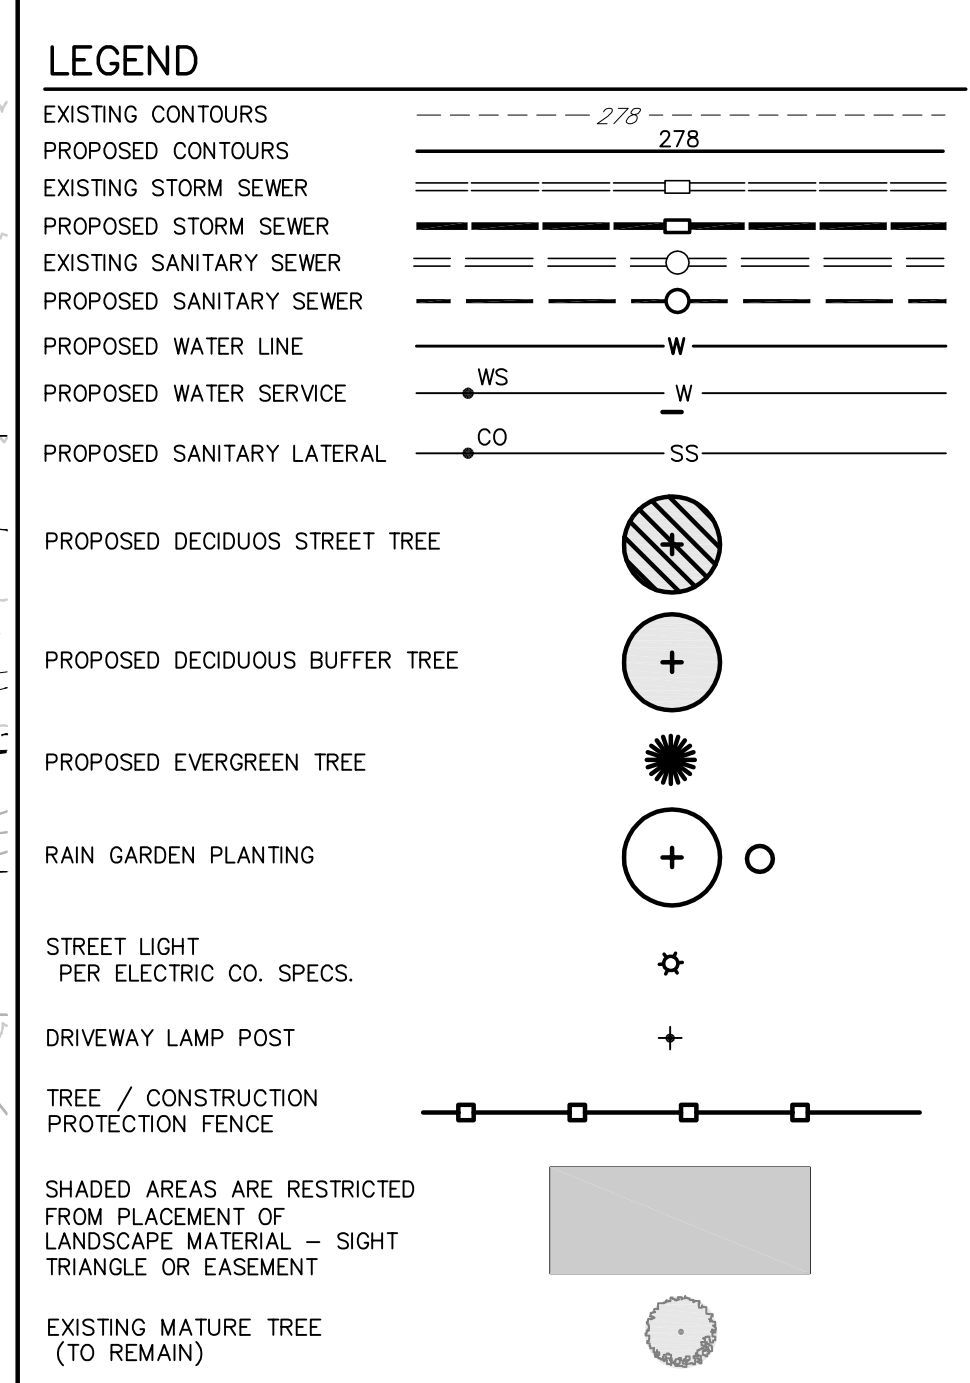 LEGEND
EXISTING CONTOURS 278
PROPOSED CONTOURS 278
EXISTING STORM SEWER
PROPOSED STORM SEWER
EXISTING SANITARY SEWER
PROPOSED SANITARY SEWER
PROPOSED WATER LINE W
PROPOSED WATER SERVICE WS W
PROPOSED SANITARY LATERAL CO SS
PROPOSED DECIDUOS STREET TREE
PROPOSED DECIDUOUS BUFFER TREE
PROPOSED EVERGREEN TREE
RAIN GARDEN PLANTING
STREET LIGHT
PER ELECTRIC CO. SPECS.
DRIVEWAY LAMP POST
TREE / CONSTRUCTION
PROTECTION FENCE
SHADED AREAS ARE RESTRICTED
FROM PLACEMENT OF
LANDSCAPE MATERIAL – SIGHT
TRIANGLE OR EASEMENT
EXISTING MATURE TREE
(TO REMAIN)